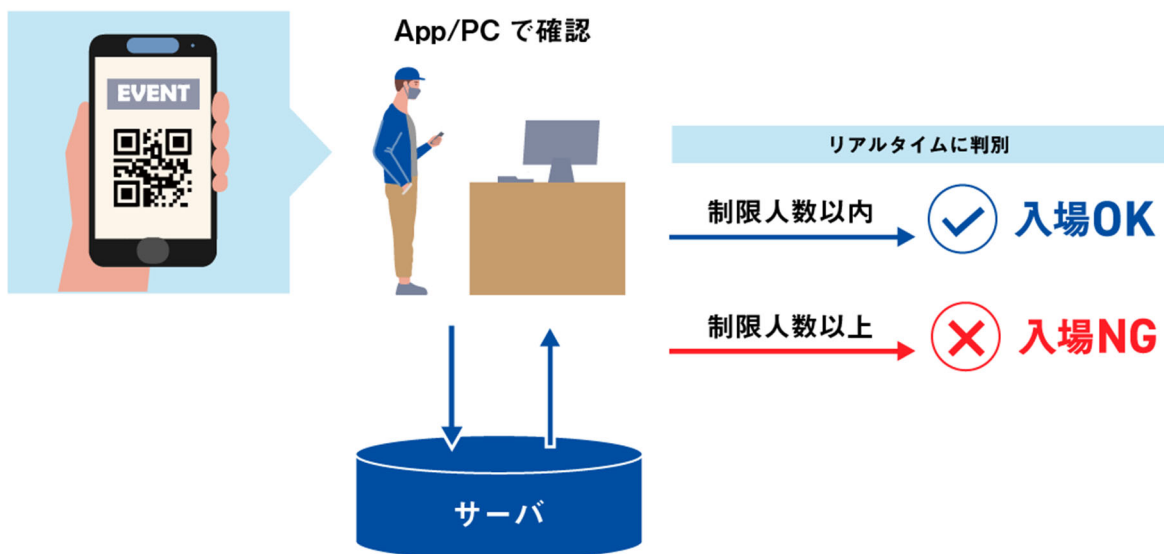 App/PC で確認
EVENT
リアルタイムに判別
制限人数以内
入場OK
制限人数以上
入場NG
サーバ